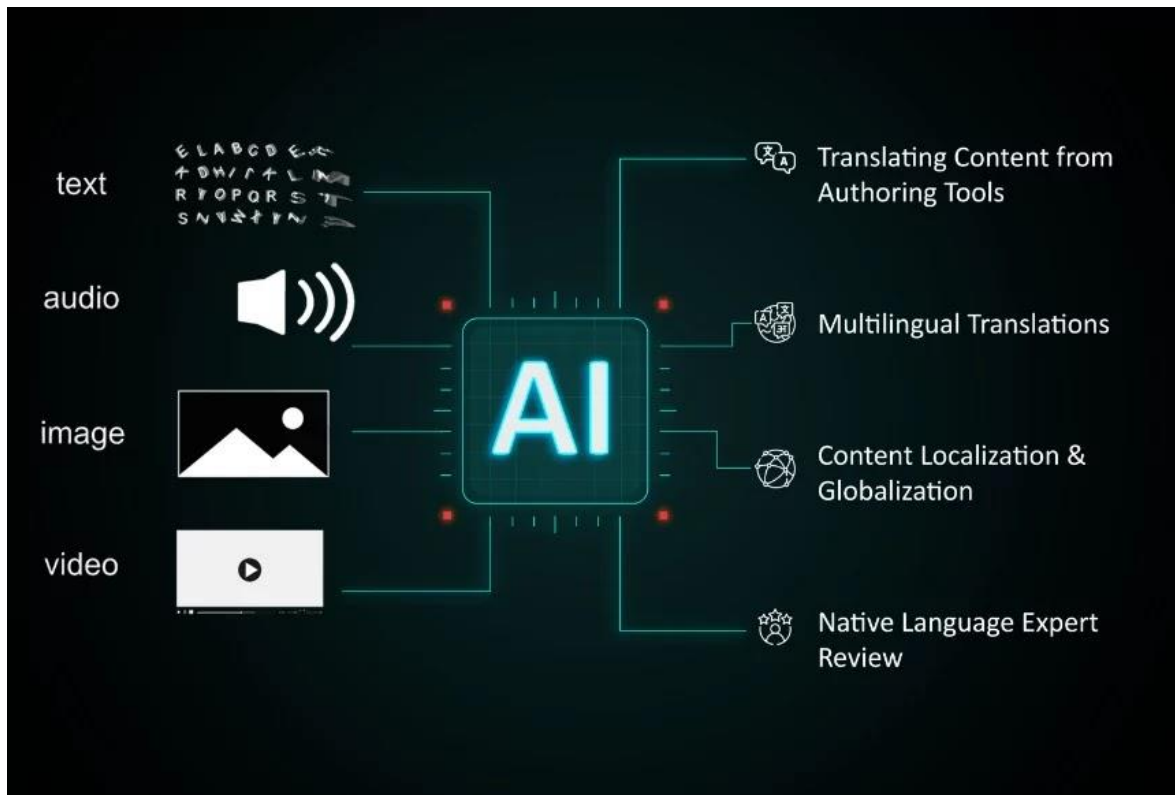 text
E L A B C D E
R Y O P Q R S
audio
image
video
AI
Translating Content from
Authoring Tools
Multilingual Translations
Content Localization &
Globalization
Native Language Expert
Review